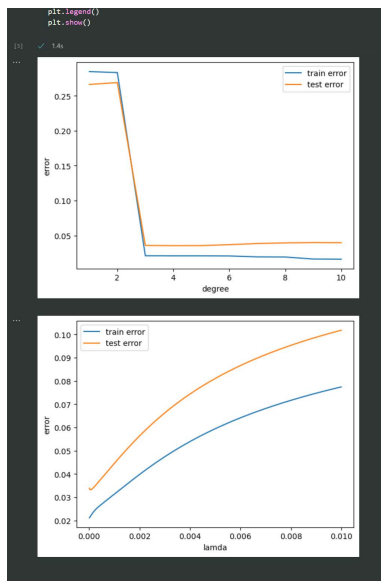 plt.legend()
plt.show()
[3] ✓ 1.4s
...
train error
test error
0.25
0.20
0.15
0.10
0.05
error
2 4 6 8 10
degree
...
train error
test error
0.10
0.09
0.08
0.07
0.06
0.05
0.04
0.03
0.02
error
0.000 0.002 0.004 0.006 0.008 0.010
lamda